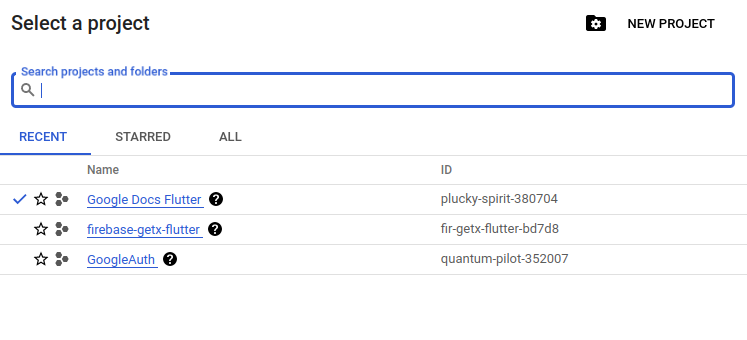 Select a project
NEW PROJECT
Search projects and folders
RECENT STARRED ALL
Name ID
Google Docs Flutter plucky-spirit-380704
firebase-getx-flutter fir-getx-flutter-bd7d8
GoogleAuth quantum-pilot-352007